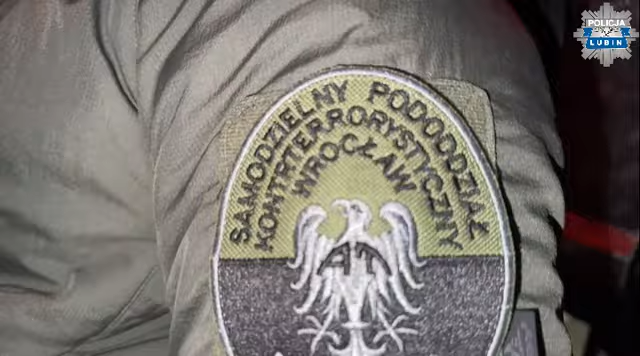 SAMODZIELNY PODODDZIAŁ
KONTRTERRORYSTYCZNY
WROCŁAW
AT
POLICJA
LUBIN